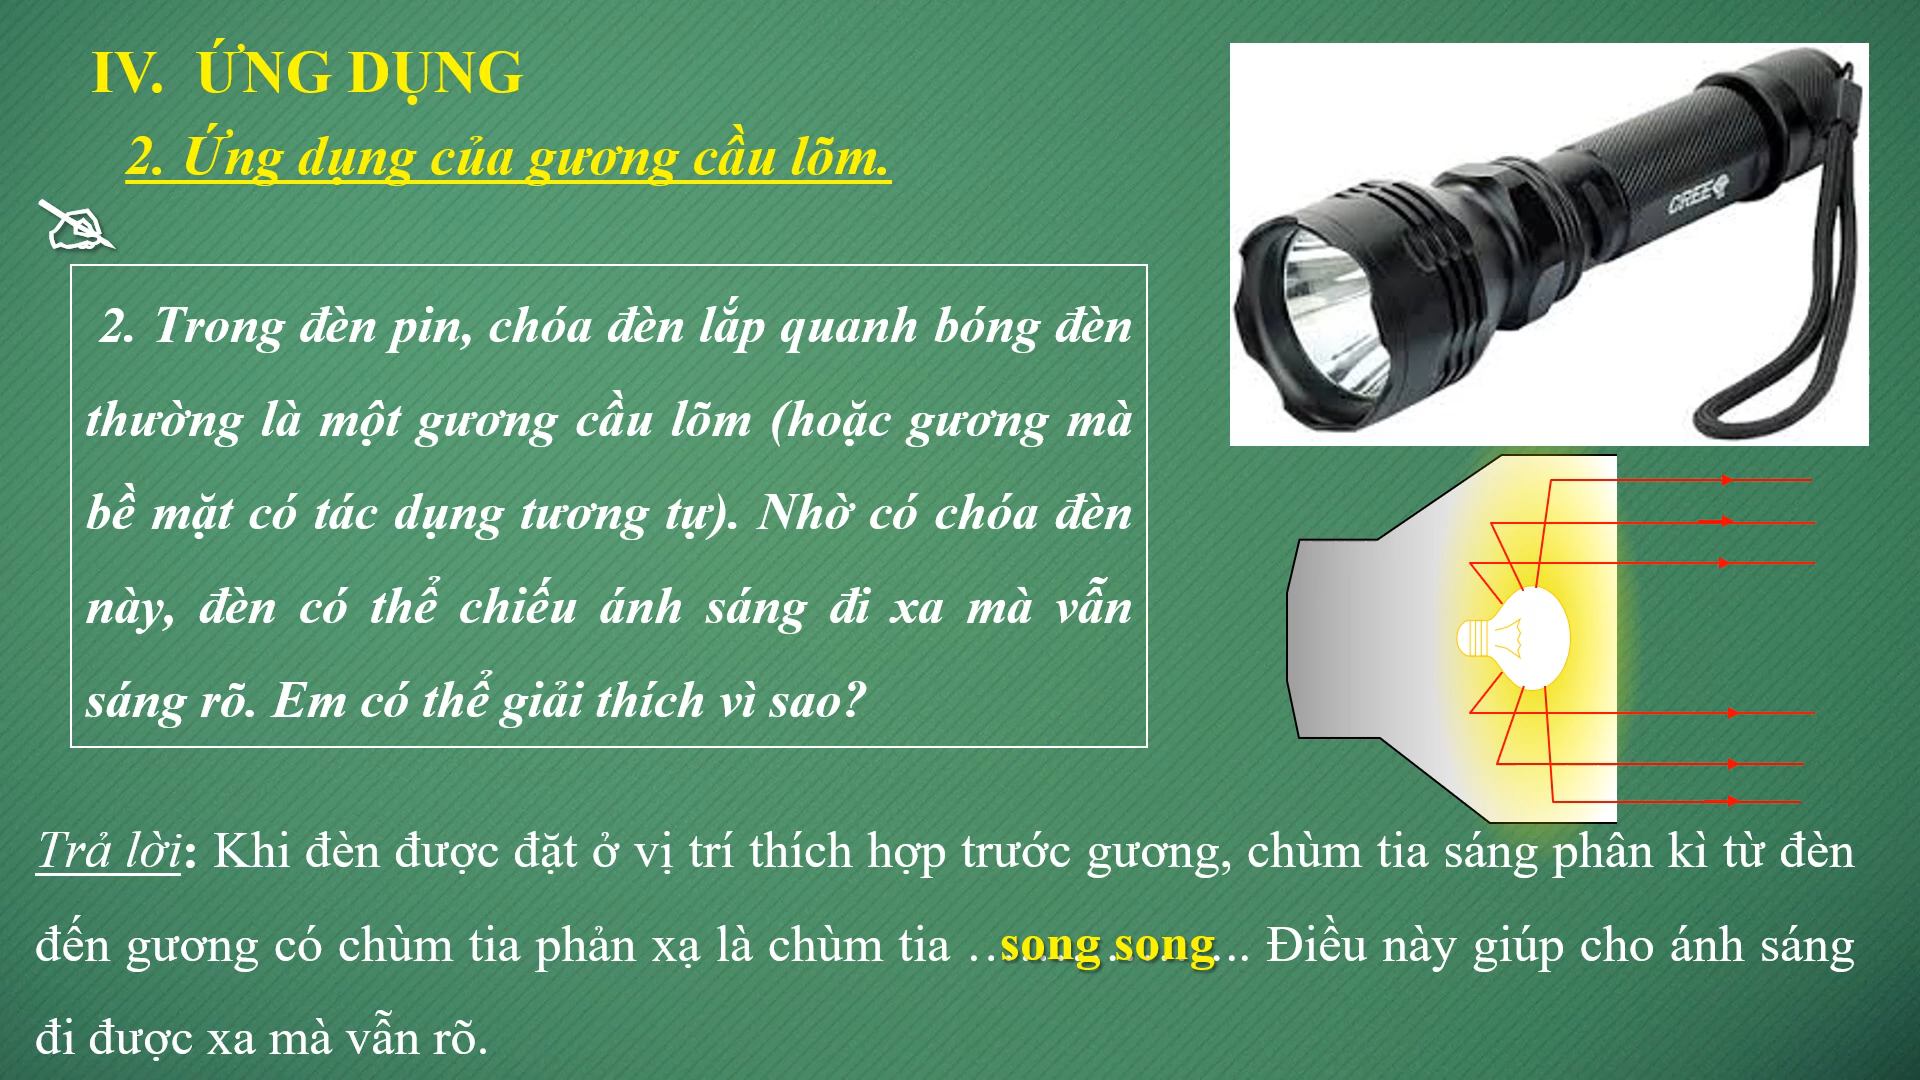 IV. ỨNG DỤNG
2. Ứng dụng của gương cầu lõm.
2. Trong đèn pin, chóa đèn lắp quanh bóng đèn
thường là một gương cầu lõm (hoặc gương mà
bề mặt có tác dụng tương tự). Nhờ có chóa đèn
này, đèn có thể chiếu ánh sáng đi xa mà vẫn
sáng rõ. Em có thể giải thích vì sao?
CREE
Trả lời: Khi đèn được đặt ở vị trí thích hợp trước gương, chùm tia sáng phân kì từ đèn
đến gương có chùm tia phản xạ là chùm tia ...song song... Điều này giúp cho ánh sáng
đi được xa mà vẫn rõ.